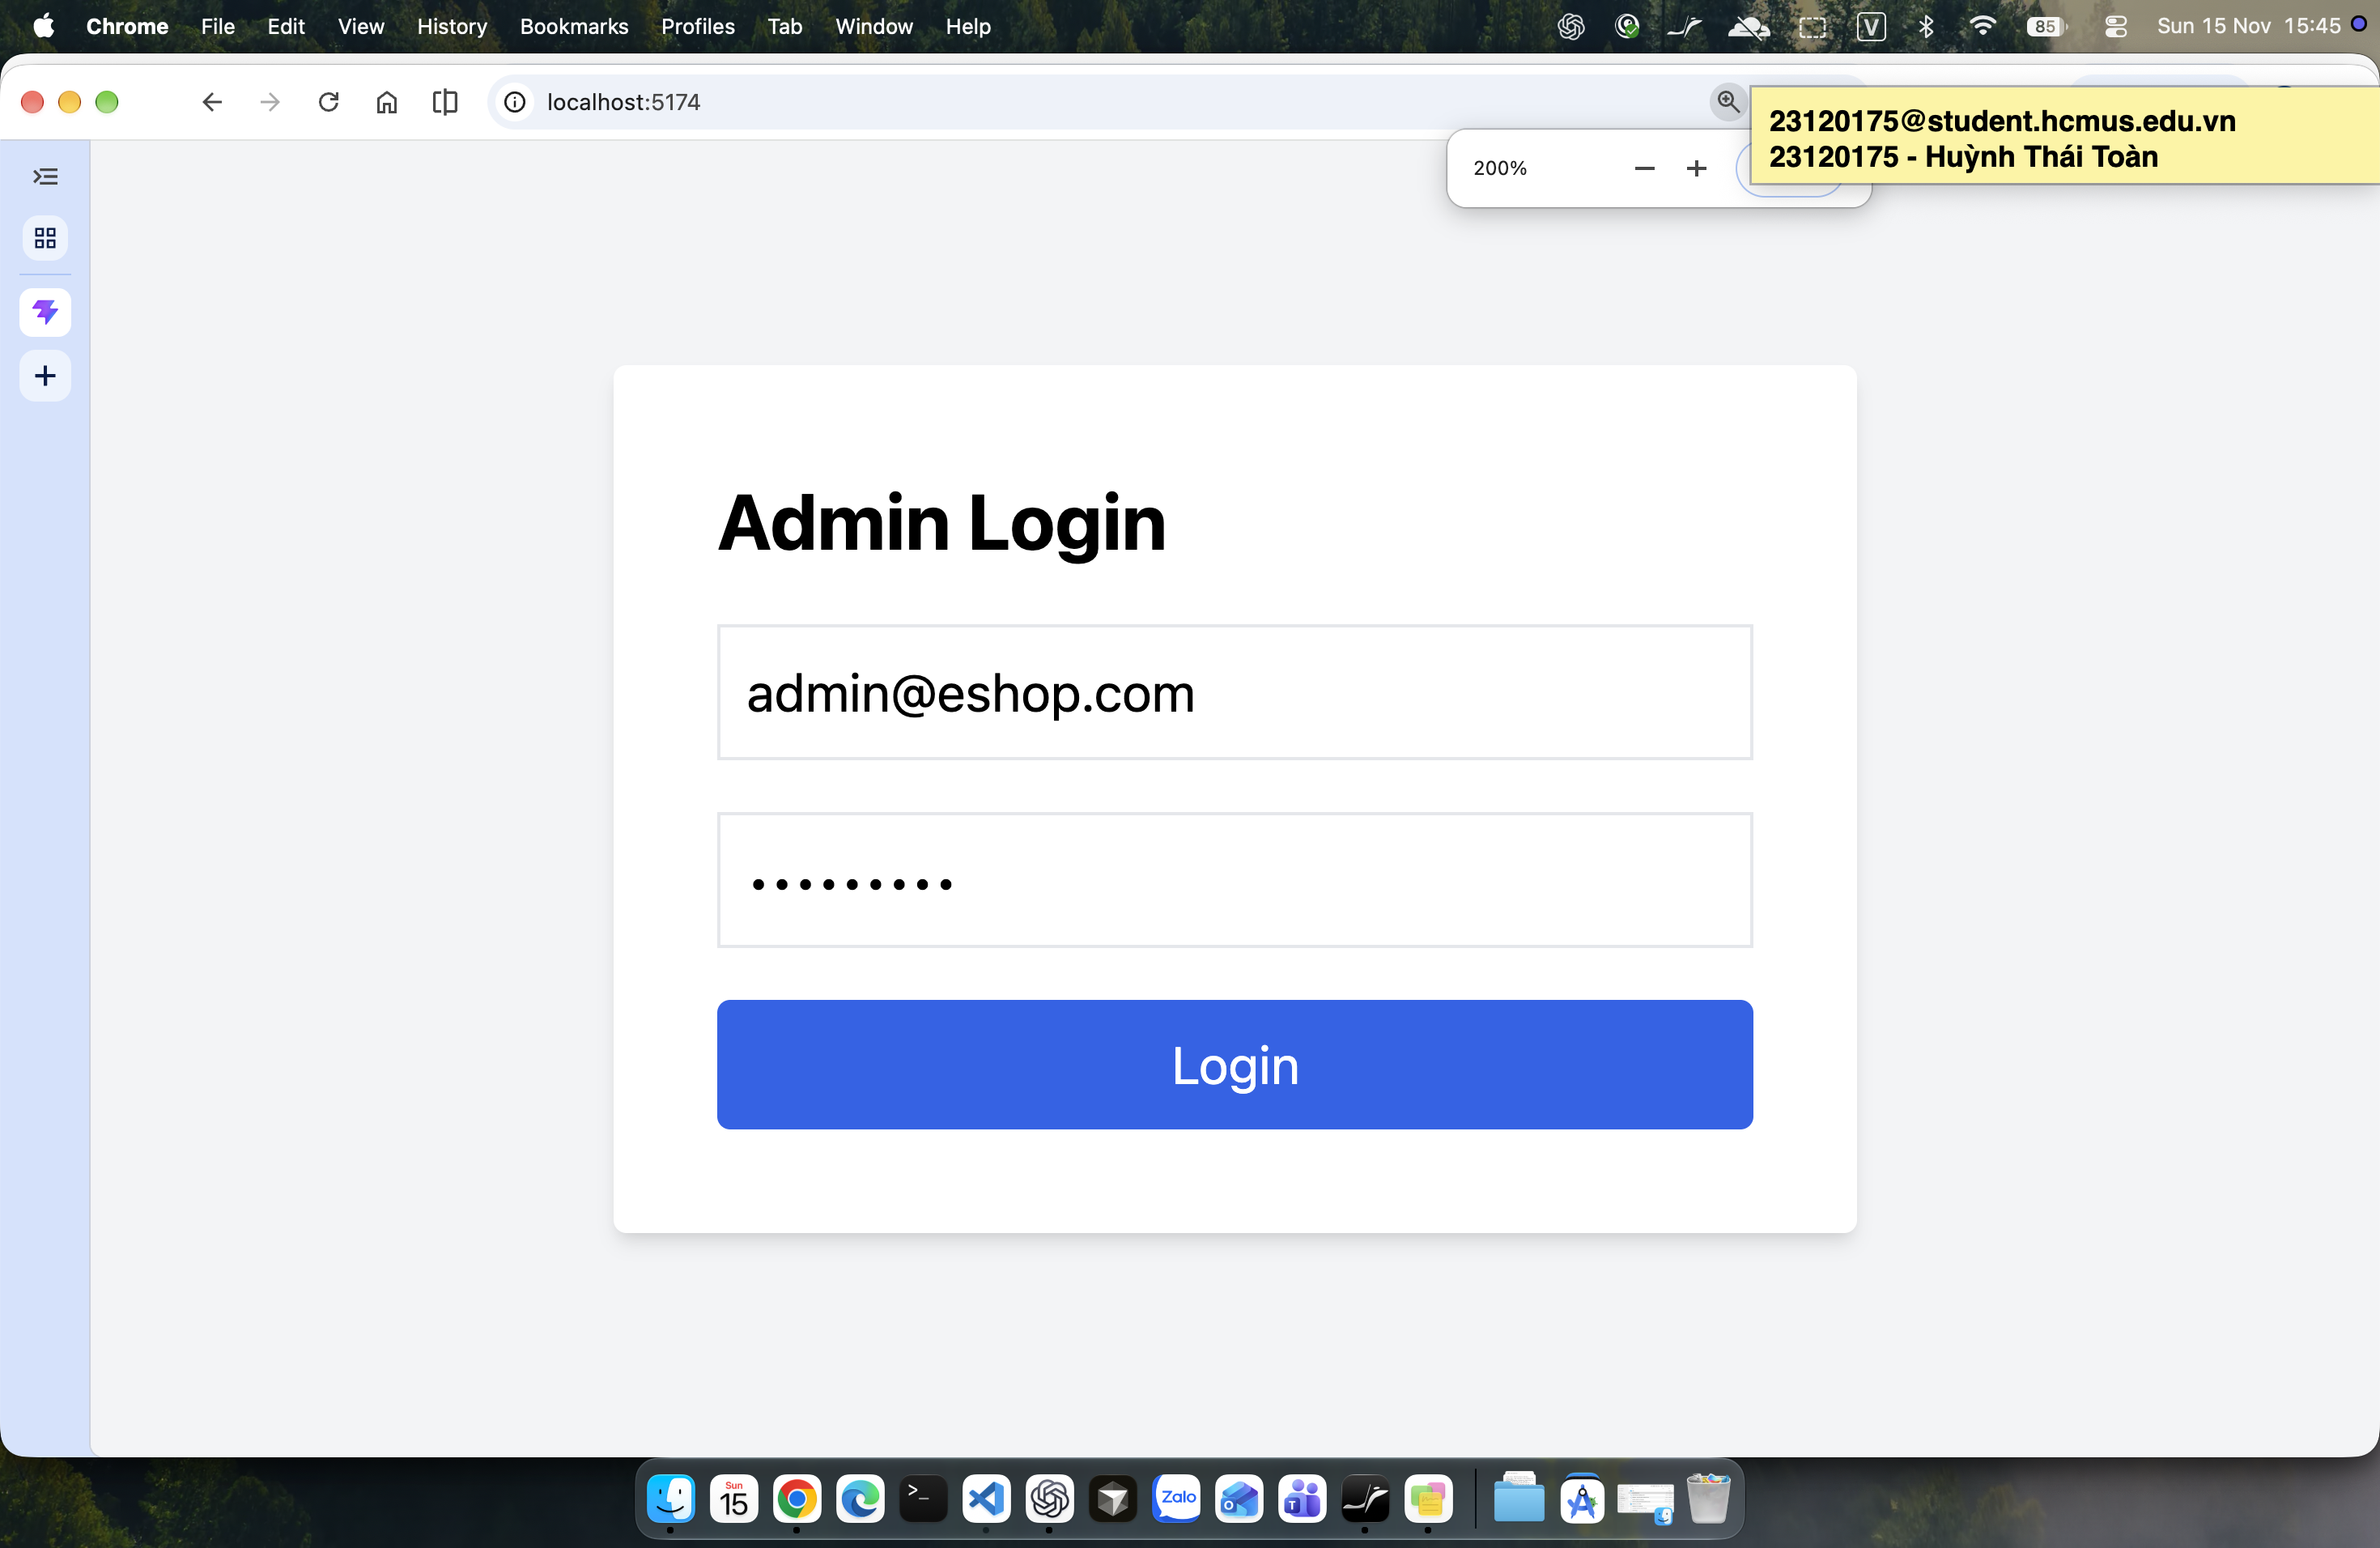 Chrome File Edit View History Bookmarks Profiles Tab Window Help V 85 Sun 15 Nov 15:45
localhost:5174
23120175@student.hcmus.edu.vn
23120175 - Huỳnh Thái Toàn
200%
Admin Login
admin@eshop.com
•••••••••
Login
Sun
15
>_
Zalo
O
T